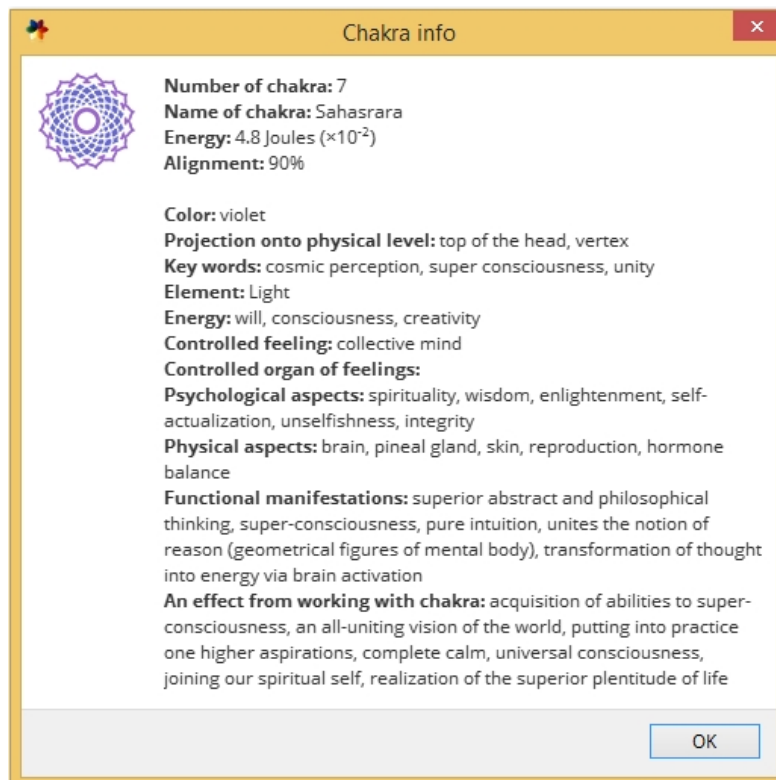 Chakra info
Number of chakra: 7
Name of chakra: Sahasrara
Energy: 4.8 Joules (×10⁻²)
Alignment: 90%
Color: violet
Projection onto physical level: top of the head, vertex
Key words: cosmic perception, super consciousness, unity
Element: Light
Energy: will, consciousness, creativity
Controlled feeling: collective mind
Controlled organ of feelings:
Psychological aspects: spirituality, wisdom, enlightenment, self-
actualization, unselfishness, integrity
Physical aspects: brain, pineal gland, skin, reproduction, hormone
balance
Functional manifestations: superior abstract and philosophical
thinking, super-consciousness, pure intuition, unites the notion of
reason (geometrical figures of mental body), transformation of thought
into energy via brain activation
An effect from working with chakra: acquisition of abilities to super-
consciousness, an all-uniting vision of the world, putting into practice
one higher aspirations, complete calm, universal consciousness,
joining our spiritual self, realization of the superior plentitude of life
OK